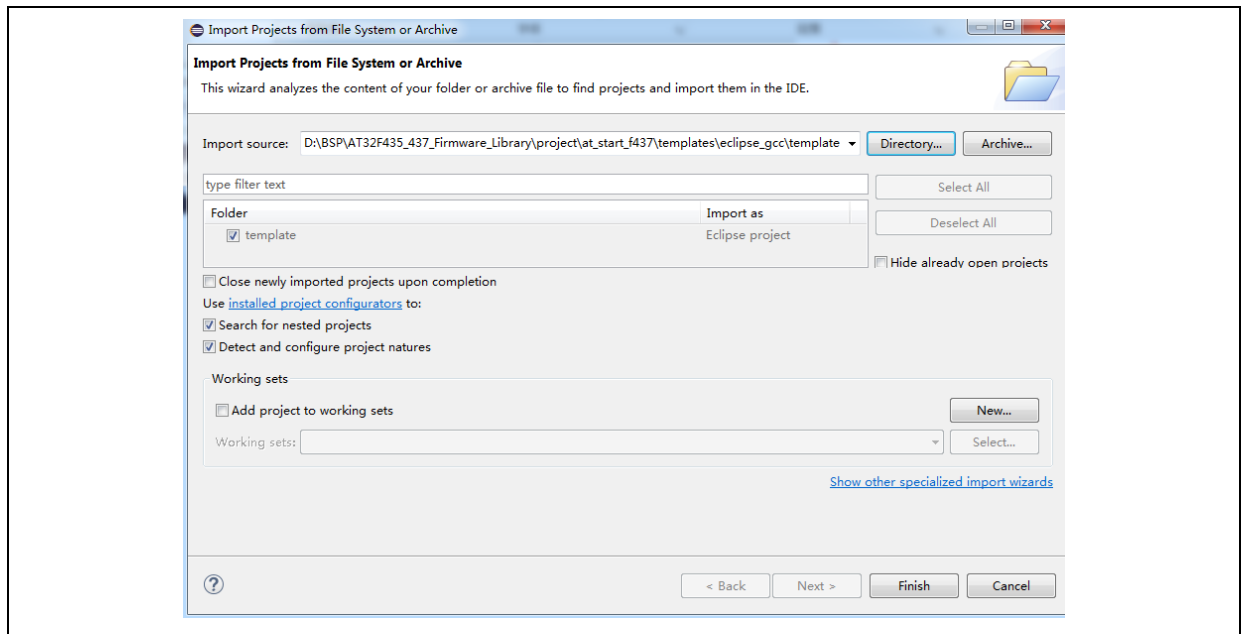 Import Projects from File System or Archive
Import Projects from File System or Archive
This wizard analyzes the content of your folder or archive file to find projects and import them in the IDE.
Import source: D:\BSP\AT32F435_437_Firmware_Library\project\at_start_f437\templates\eclipse_gcc\template Directory... Archive...
type filter text Select All
Folder Import as
Deselect All
template Eclipse project
Hide already open projects
Close newly imported projects upon completion
Use installed project configurators to:
Search for nested projects
Detect and configure project natures
Working sets
Add project to working sets New...
Working sets: Select...
Show other specialized import wizards
? < Back Next > Finish Cancel